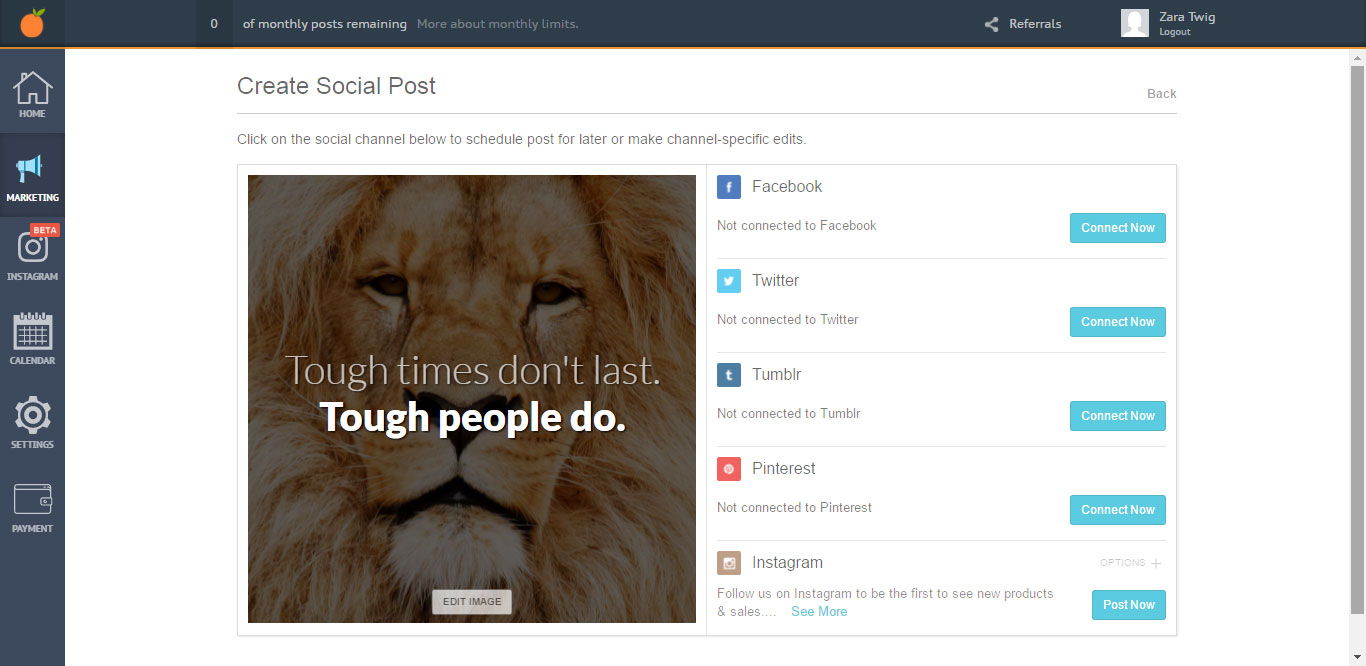 0 of monthly posts remaining More about monthly limits.
Referrals
Zara Twig
Logout
HOME
MARKETING
BETA
INSTAGRAM
CALENDAR
SETTINGS
PAYMENT
Create Social Post
Back
Click on the social channel below to schedule post for later or make channel-specific edits.
Tough times don't last.
Tough people do.
EDIT IMAGE
f Facebook
Not connected to Facebook
Connect Now
Twitter
Not connected to Twitter
Connect Now
t Tumblr
Not connected to Tumblr
Connect Now
Pinterest
Not connected to Pinterest
Connect Now
Instagram
OPTIONS +
Follow us on Instagram to be the first to see new products
& sales.... See More
Post Now